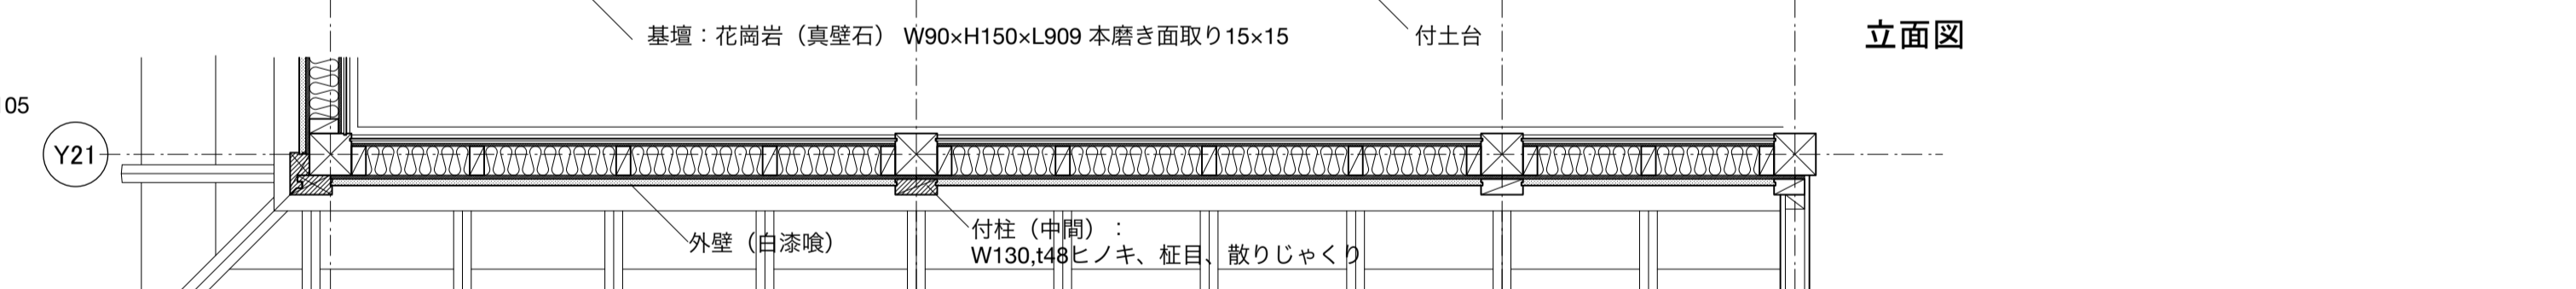 基壇：花崗岩（真壁石） W90×H150×L909 本磨き面取り15×15
付土台
立面図
105
Y21
外壁（白漆喰）
付柱（中間）：
W130,t48ヒノキ、柾目、散りじゃくり